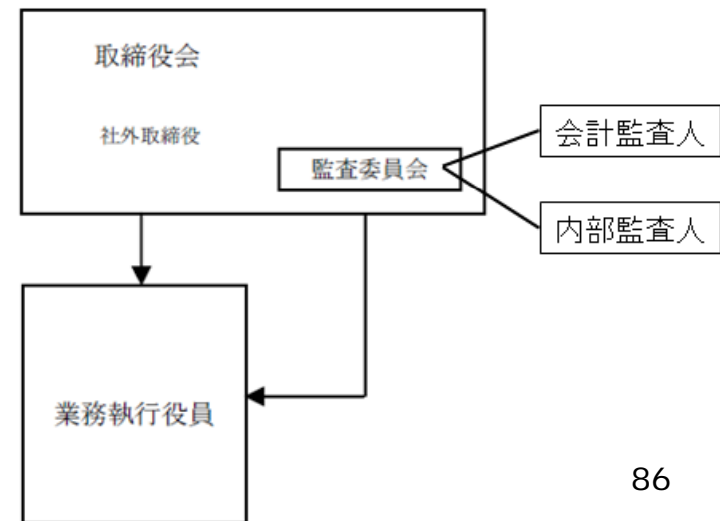 取締役会
社外取締役
監査委員会
会計監査人
内部監査人
業務執行役員
86